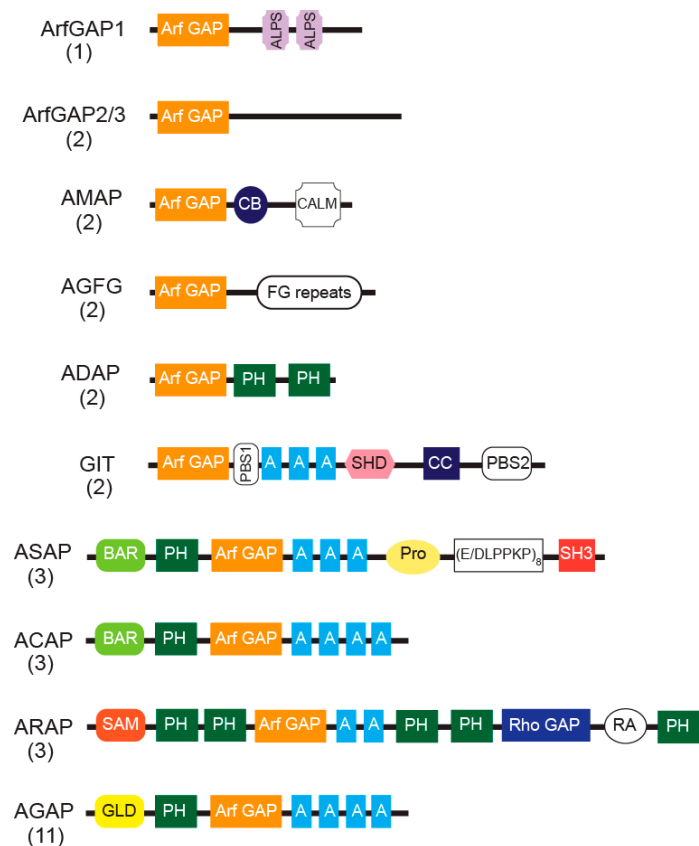 ArfGAP1
(1)
Arf GAP ALPS ALPS
ArfGAP2/3
(2)
Arf GAP
AMAP
(2)
Arf GAP CB CALM
AGFG
(2)
Arf GAP FG repeats
ADAP
(2)
Arf GAP PH PH
GIT
(2)
Arf GAP PBS1 A A A SHD CC PBS2
ASAP
(3)
BAR PH Arf GAP A A A Pro (E/DLPPKP)8 SH3
ACAP
(3)
BAR PH Arf GAP A A A A
ARAP
(3)
SAM PH PH Arf GAP A A PH PH Rho GAP RA PH
AGAP
(11)
GLD PH Arf GAP A A A A